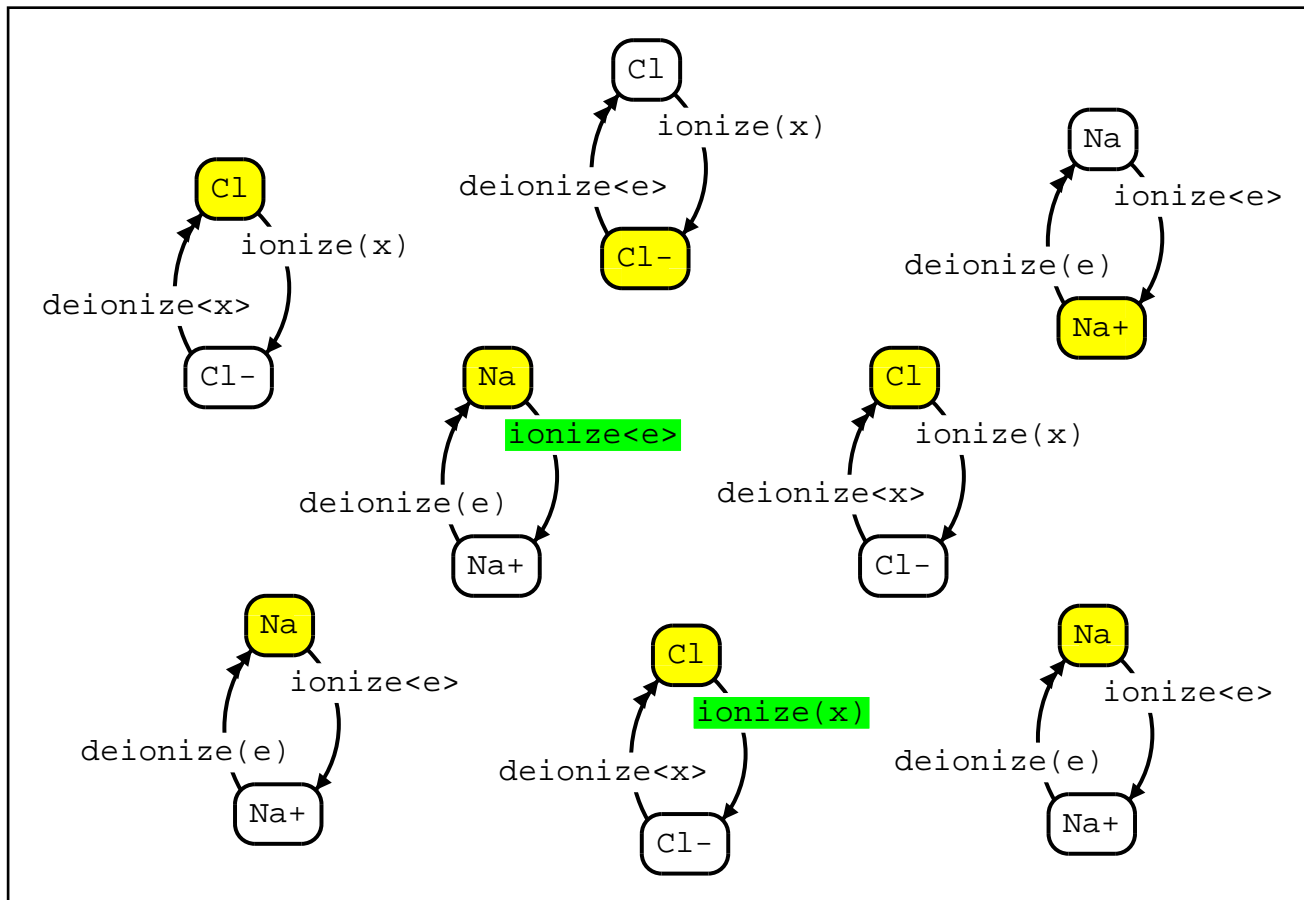 Cl
ionize(x)
deionize<e>
Cl-
Na
ionize<e>
deionize(e)
Na+
Cl
ionize(x)
deionize<x>
Cl-
Na
ionize<e>
deionize(e)
Na+
Cl
ionize(x)
deionize<x>
Cl-
Na
ionize<e>
deionize(e)
Na+
Cl
ionize(x)
deionize<x>
Cl-
Na
ionize<e>
deionize(e)
Na+